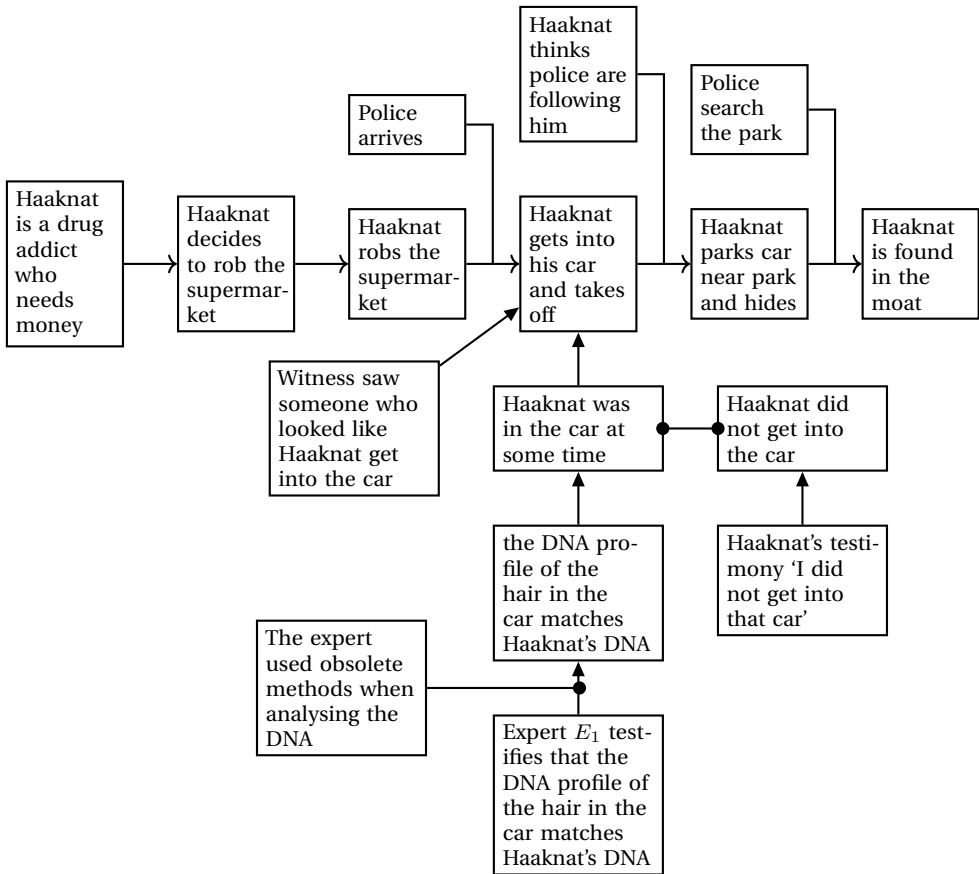 Haaknat
thinks
police are
following
him
Police
search
the park
Police
arrives
Haaknat
is a drug
addict
who
needs
money
Haaknat
decides
to rob the
supermar-
ket
Haaknat
robs the
supermar-
ket
Haaknat
gets into
his car
and takes
off
Haaknat
parks car
near park
and hides
Haaknat
is found
in the
moat
Witness saw
someone who
looked like
Haaknat get
into the car
Haaknat was
in the car at
some time
Haaknat did
not get into
the car
the DNA pro-
file of the
hair in the
car matches
Haaknat's DNA
Haaknat's testi-
mony ‘I did
not get into
that car’
The expert
used obsolete
methods when
analysing the
DNA
Expert E₁ test-
ifies that the
DNA profile of
the hair in the
car matches
Haaknat's DNA